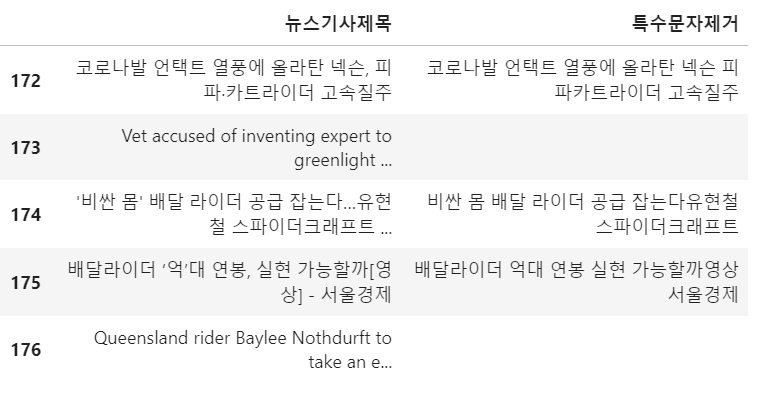 뉴스기사제목 특수문자제거
172 코로나발 언택트 열풍에 올라탄 넥슨, 피 코로나발 언택트 열풍에 올라탄 넥슨 피
파·카트라이더 고속질주 파카트라이더 고속질주
173 Vet accused of inventing expert to
greenlight ...
174 '비싼 몸' 배달 라이더 공급 잡는다...유현 비싼 몸 배달 라이더 공급 잡는다유현철
철 스파이더크래프트 ... 스파이더크래프트
175 배달라이더 ‘억’대 연봉, 실현 가능할까[영 배달라이더 억대 연봉 실현 가능할까영상
상] - 서울경제 서울경제
176 Queensland rider Baylee Nothdurft to
take an e...